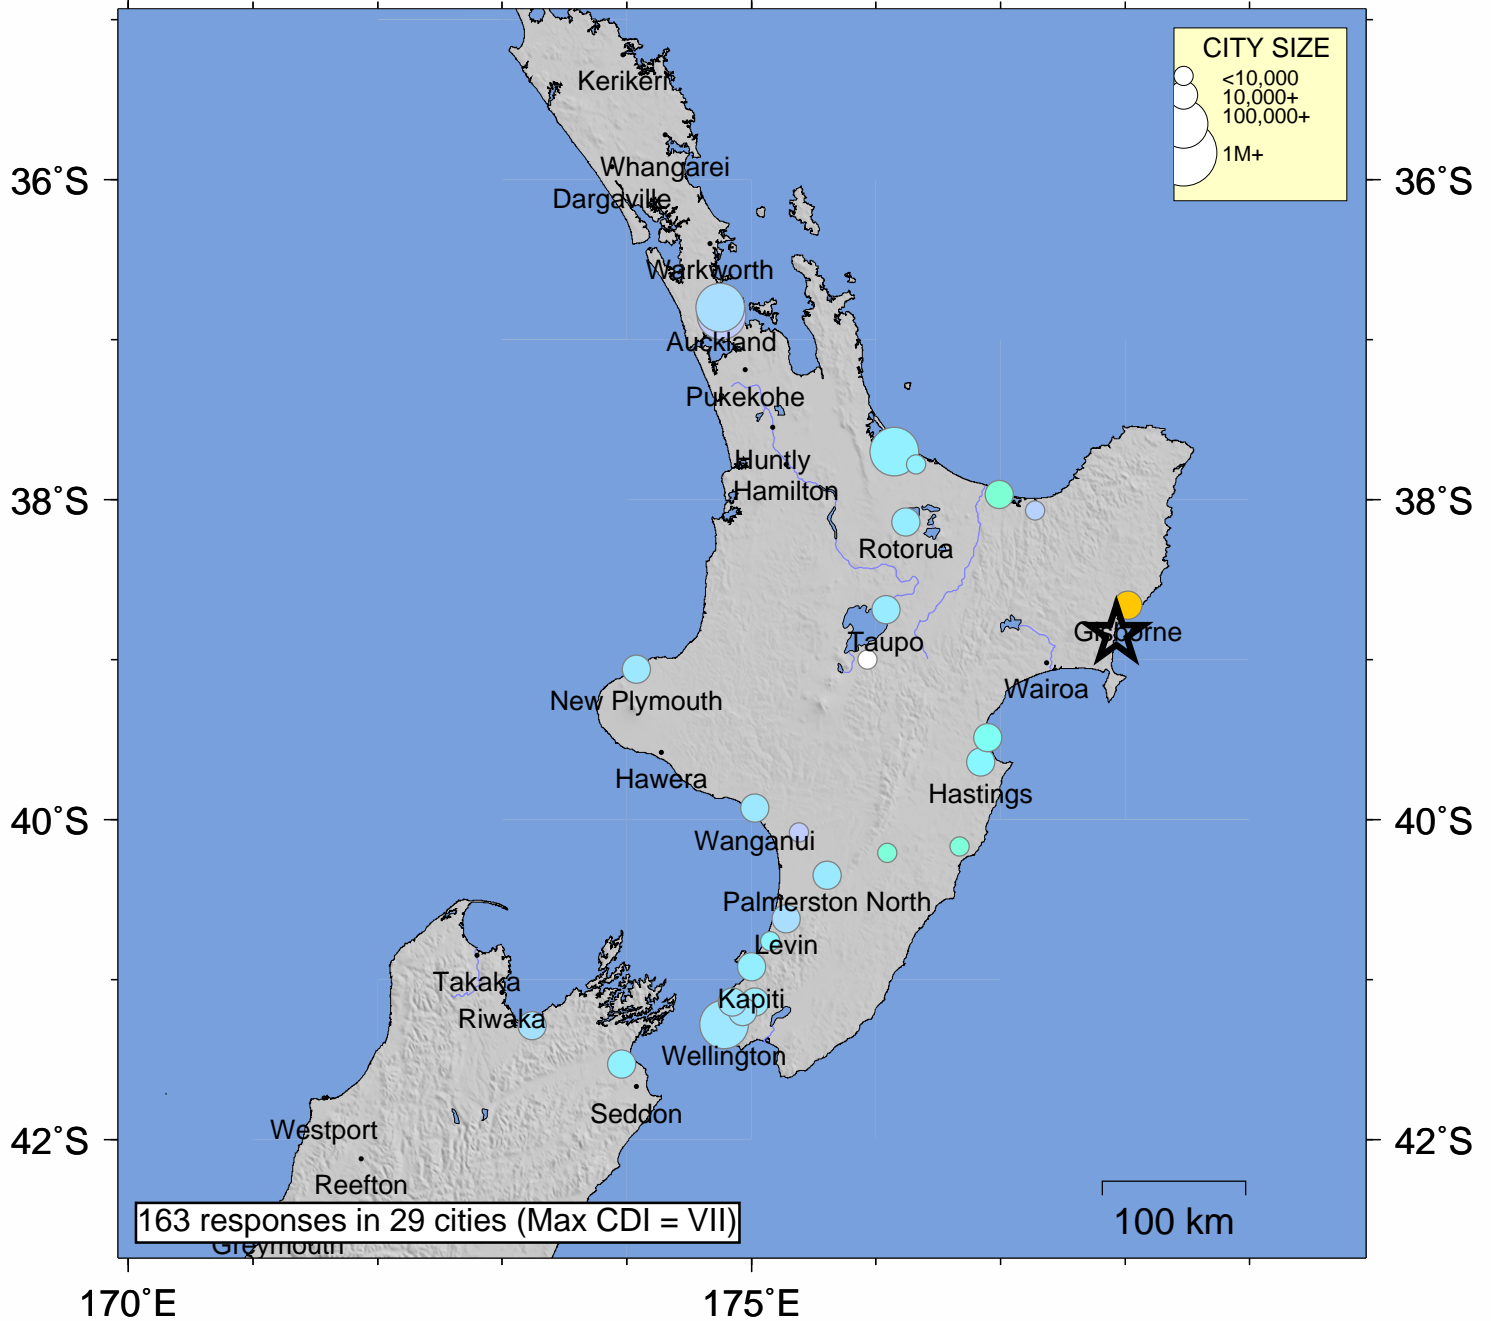 CITY SIZE
<10,000
10,000+
100,000+
1M+
Kerikeri
Whangarei
Dargaville
36˚S
36˚S
Warkworth
Auckland
Pukekohe
Huntly
Hamilton
38˚S
38˚S
Rotorua
Gisborne
Taupo
Wairoa
New Plymouth
Hawera
Hastings
40˚S
40˚S
Wanganui
Palmerston North
Levin
Takaka
Kapiti
Riwaka
Wellington
Seddon
Westport
42˚S
42˚S
Reefton
163 responses in 29 cities (Max CDI = VII)
100 km
Greymouth
170˚E
175˚E